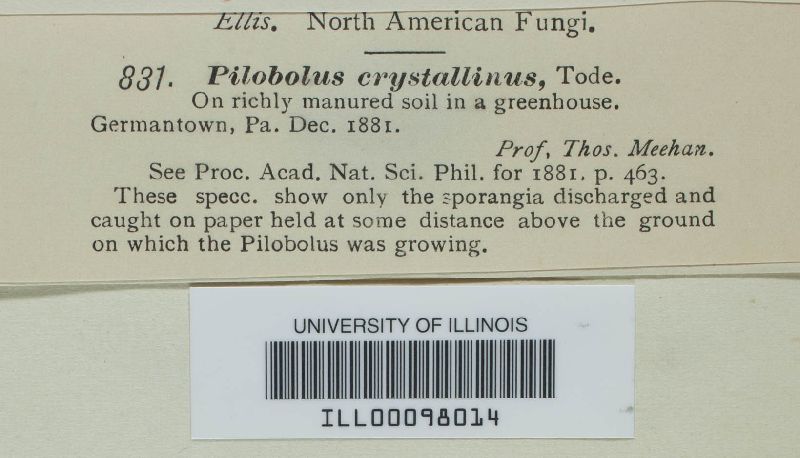 Ellis. North American Fungi.
831. Pilobolus crystallinus, Tode.
On richly manured soil in a greenhouse.
Germantown, Pa. Dec. 1881.
Prof, Thos. Meehan.
See Proc. Acad. Nat. Sci. Phil. for 1881. p. 463.
These specc. show only the sporangia discharged and
caught on paper held at some distance above the ground
on which the Pilobolus was growing.
UNIVERSITY OF ILLINOIS
ILL00098014